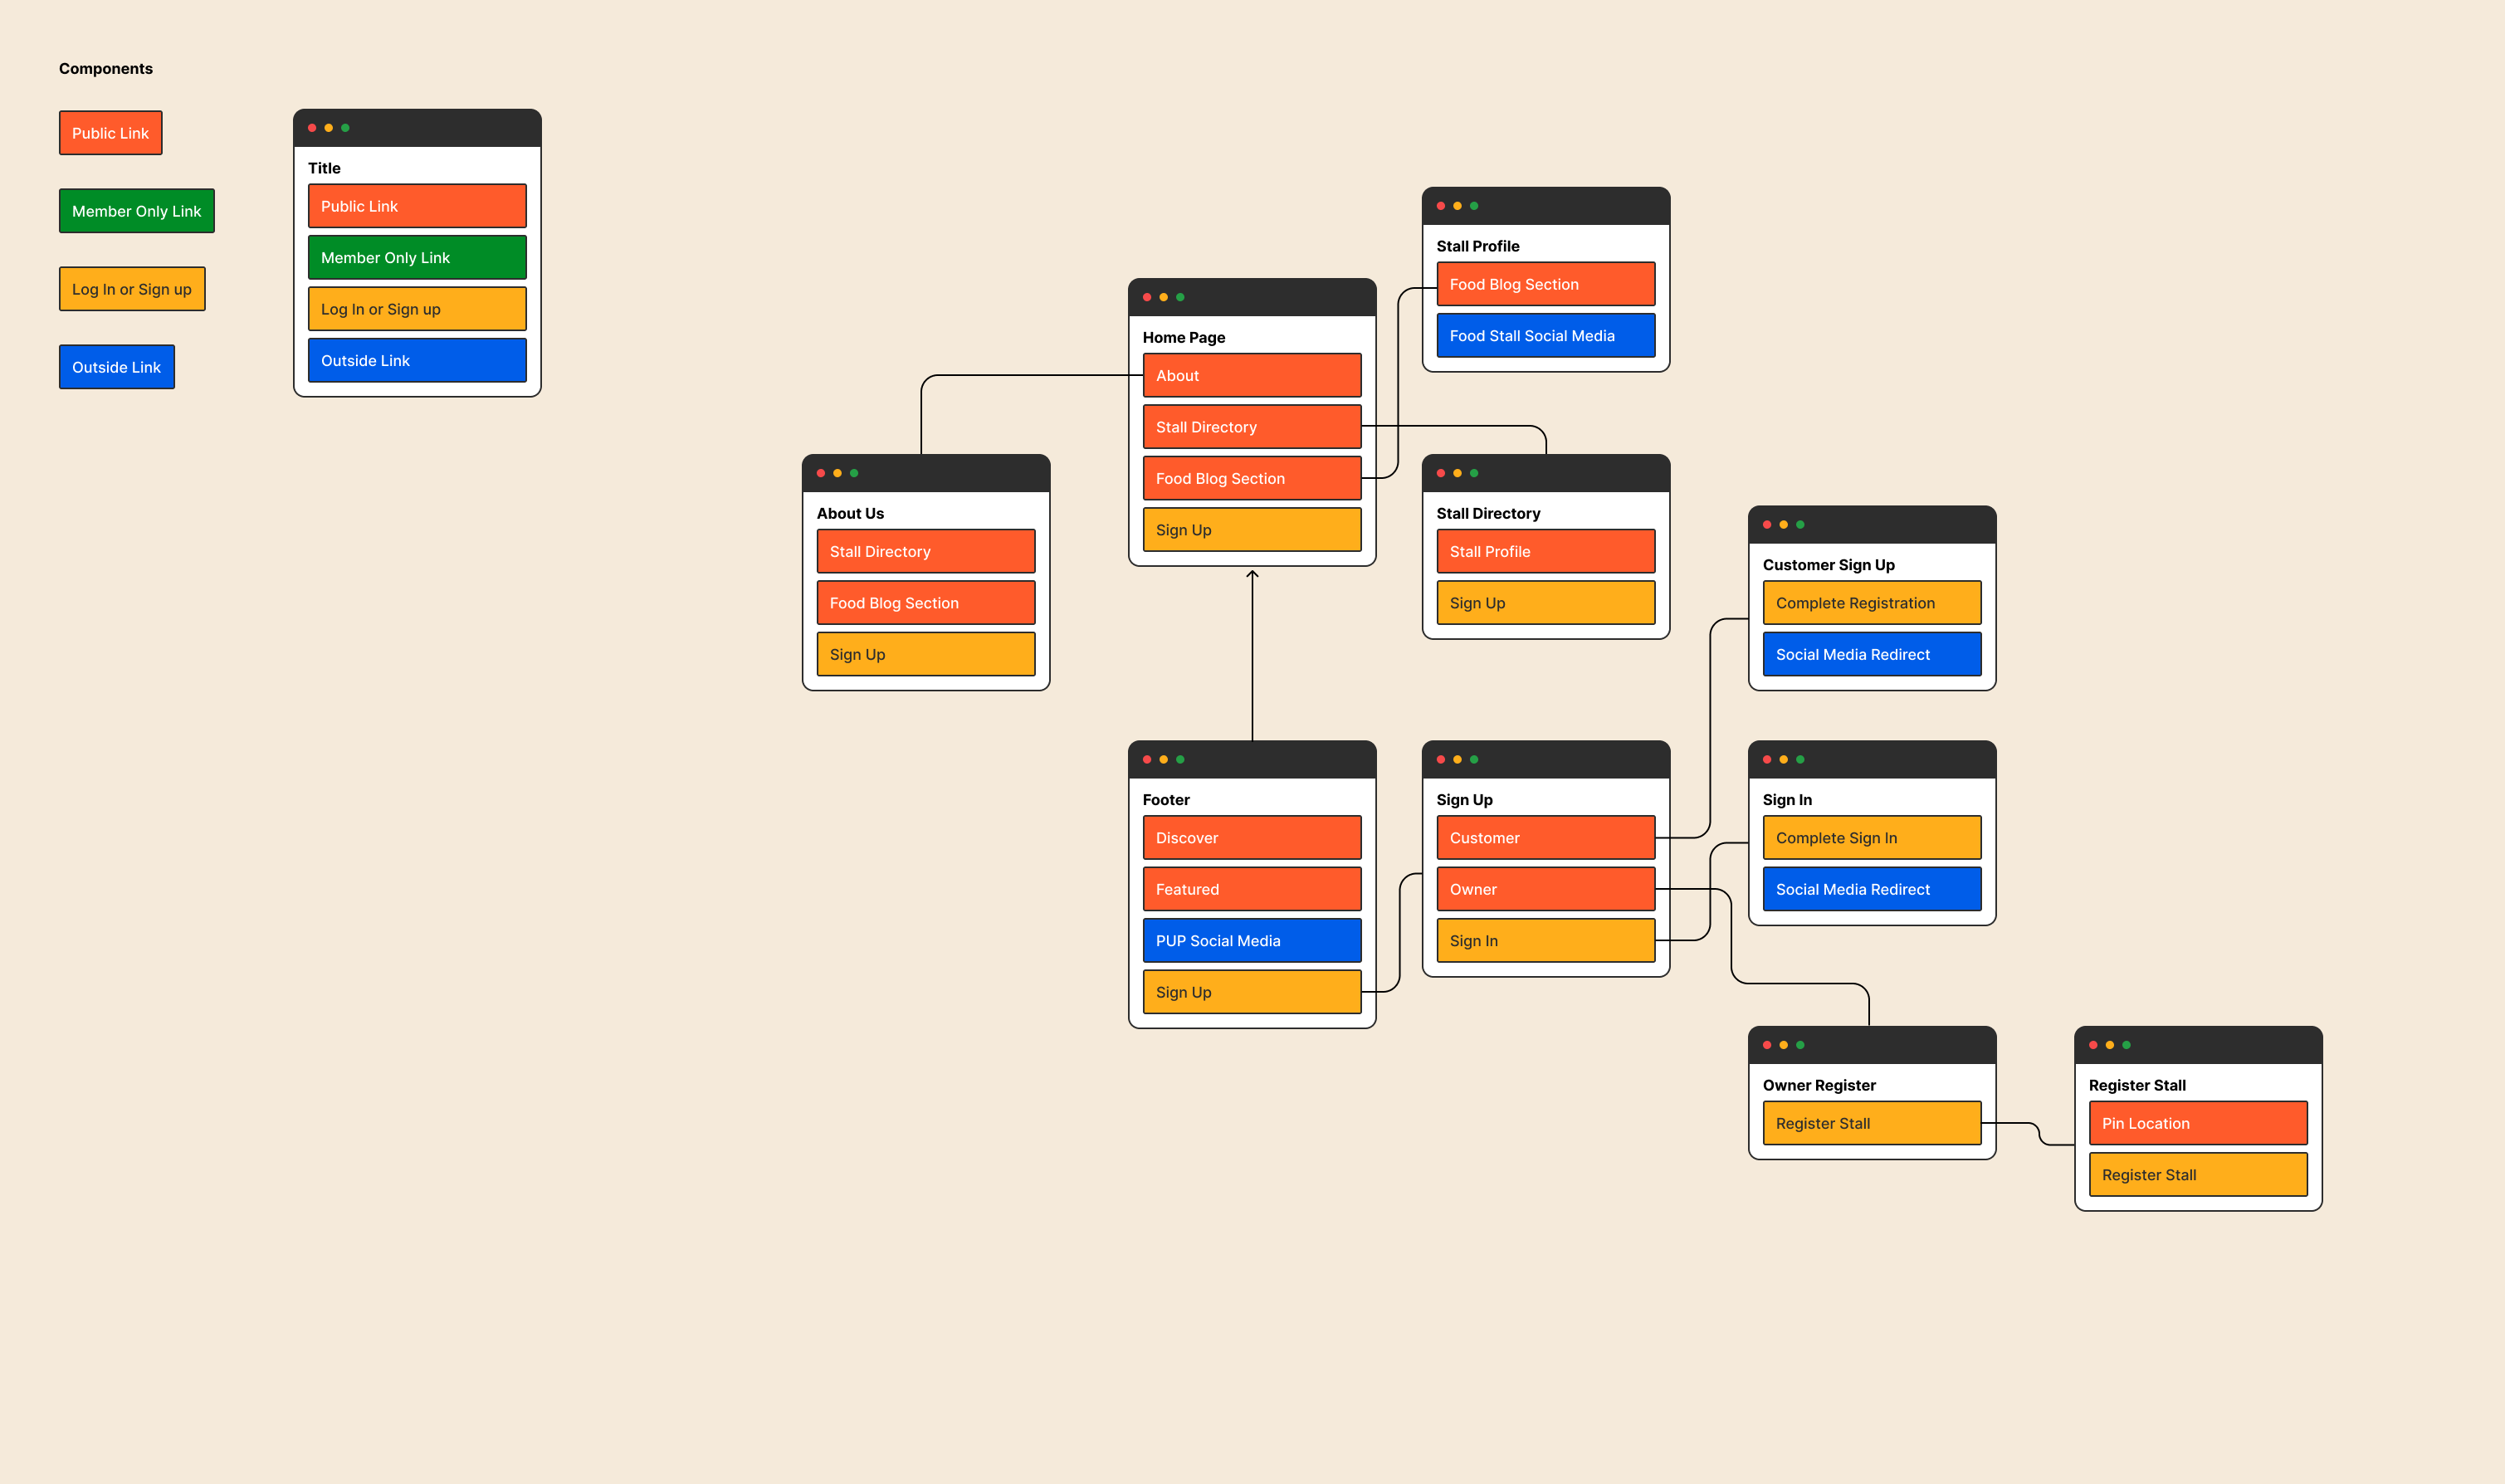 Components
Public Link
Member Only Link
Log In or Sign up
Outside Link
Title
Public Link
Member Only Link
Log In or Sign up
Outside Link
Home Page
About
Stall Directory
Food Blog Section
Sign Up
Stall Profile
Food Blog Section
Food Stall Social Media
About Us
Stall Directory
Food Blog Section
Sign Up
Stall Directory
Stall Profile
Sign Up
Customer Sign Up
Complete Registration
Social Media Redirect
Footer
Discover
Featured
PUP Social Media
Sign Up
Sign Up
Customer
Owner
Sign In
Sign In
Complete Sign In
Social Media Redirect
Owner Register
Register Stall
Register Stall
Pin Location
Register Stall